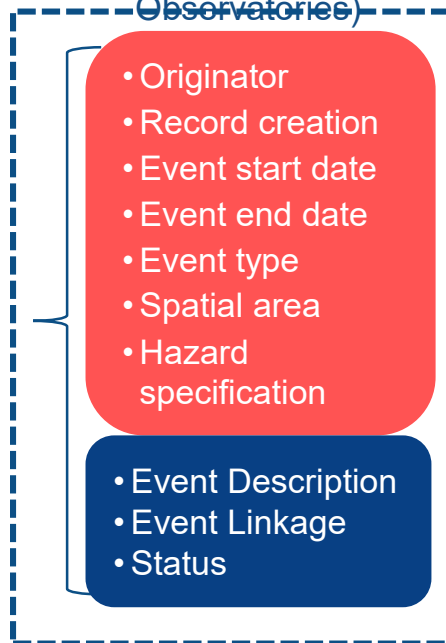 Observatories)
• Originator
• Record creation
• Event start date
• Event end date
• Event type
• Spatial area
• Hazard
specification
• Event Description
• Event Linkage
• Status